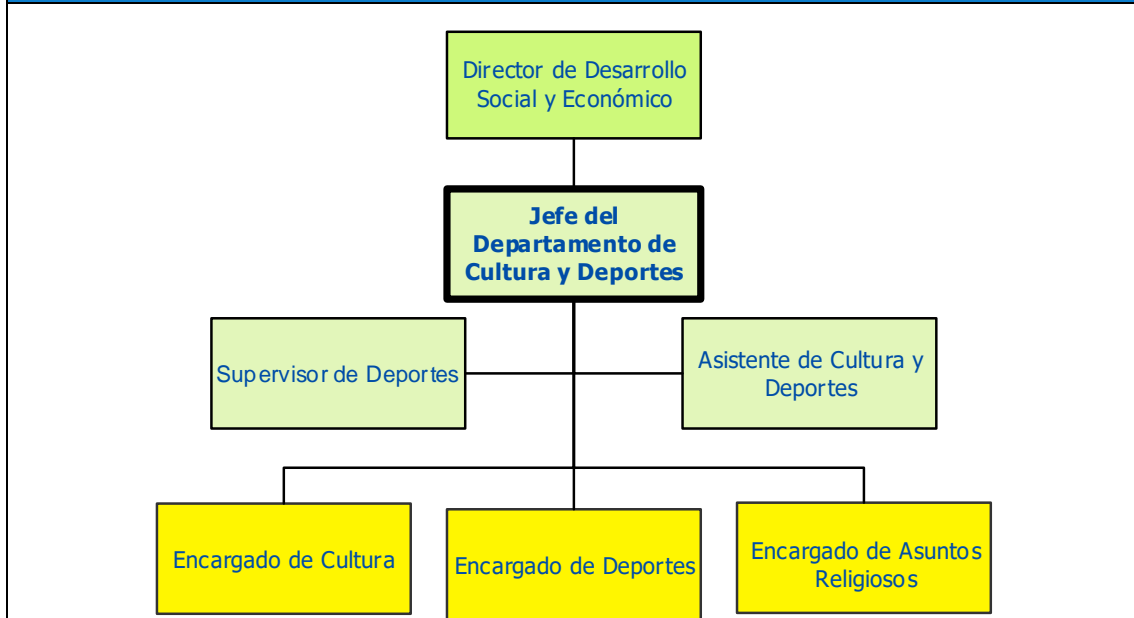 Director de Desarrollo
Social y Económico
Jefe del
Departamento de
Cultura y Deportes
Supervisor de Deportes
Asistente de Cultura y
Deportes
Encargado de Cultura
Encargado de Deportes
Encargado de Asuntos
Religiosos